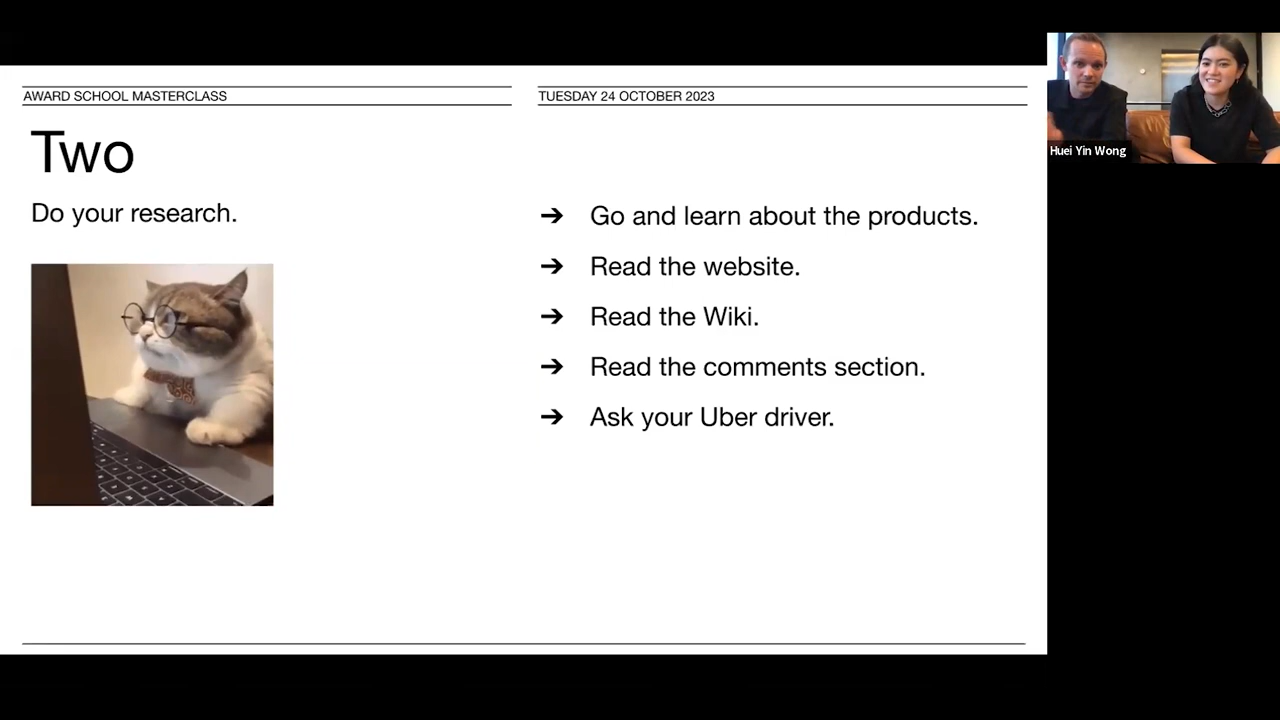 AWARD SCHOOL MASTERCLASS
TUESDAY 24 OCTOBER 2023
Two
Do your research.
➔ Go and learn about the products.
➔ Read the website.
➔ Read the Wiki.
➔ Read the comments section.
➔ Ask your Uber driver.
Huei Yin Wong